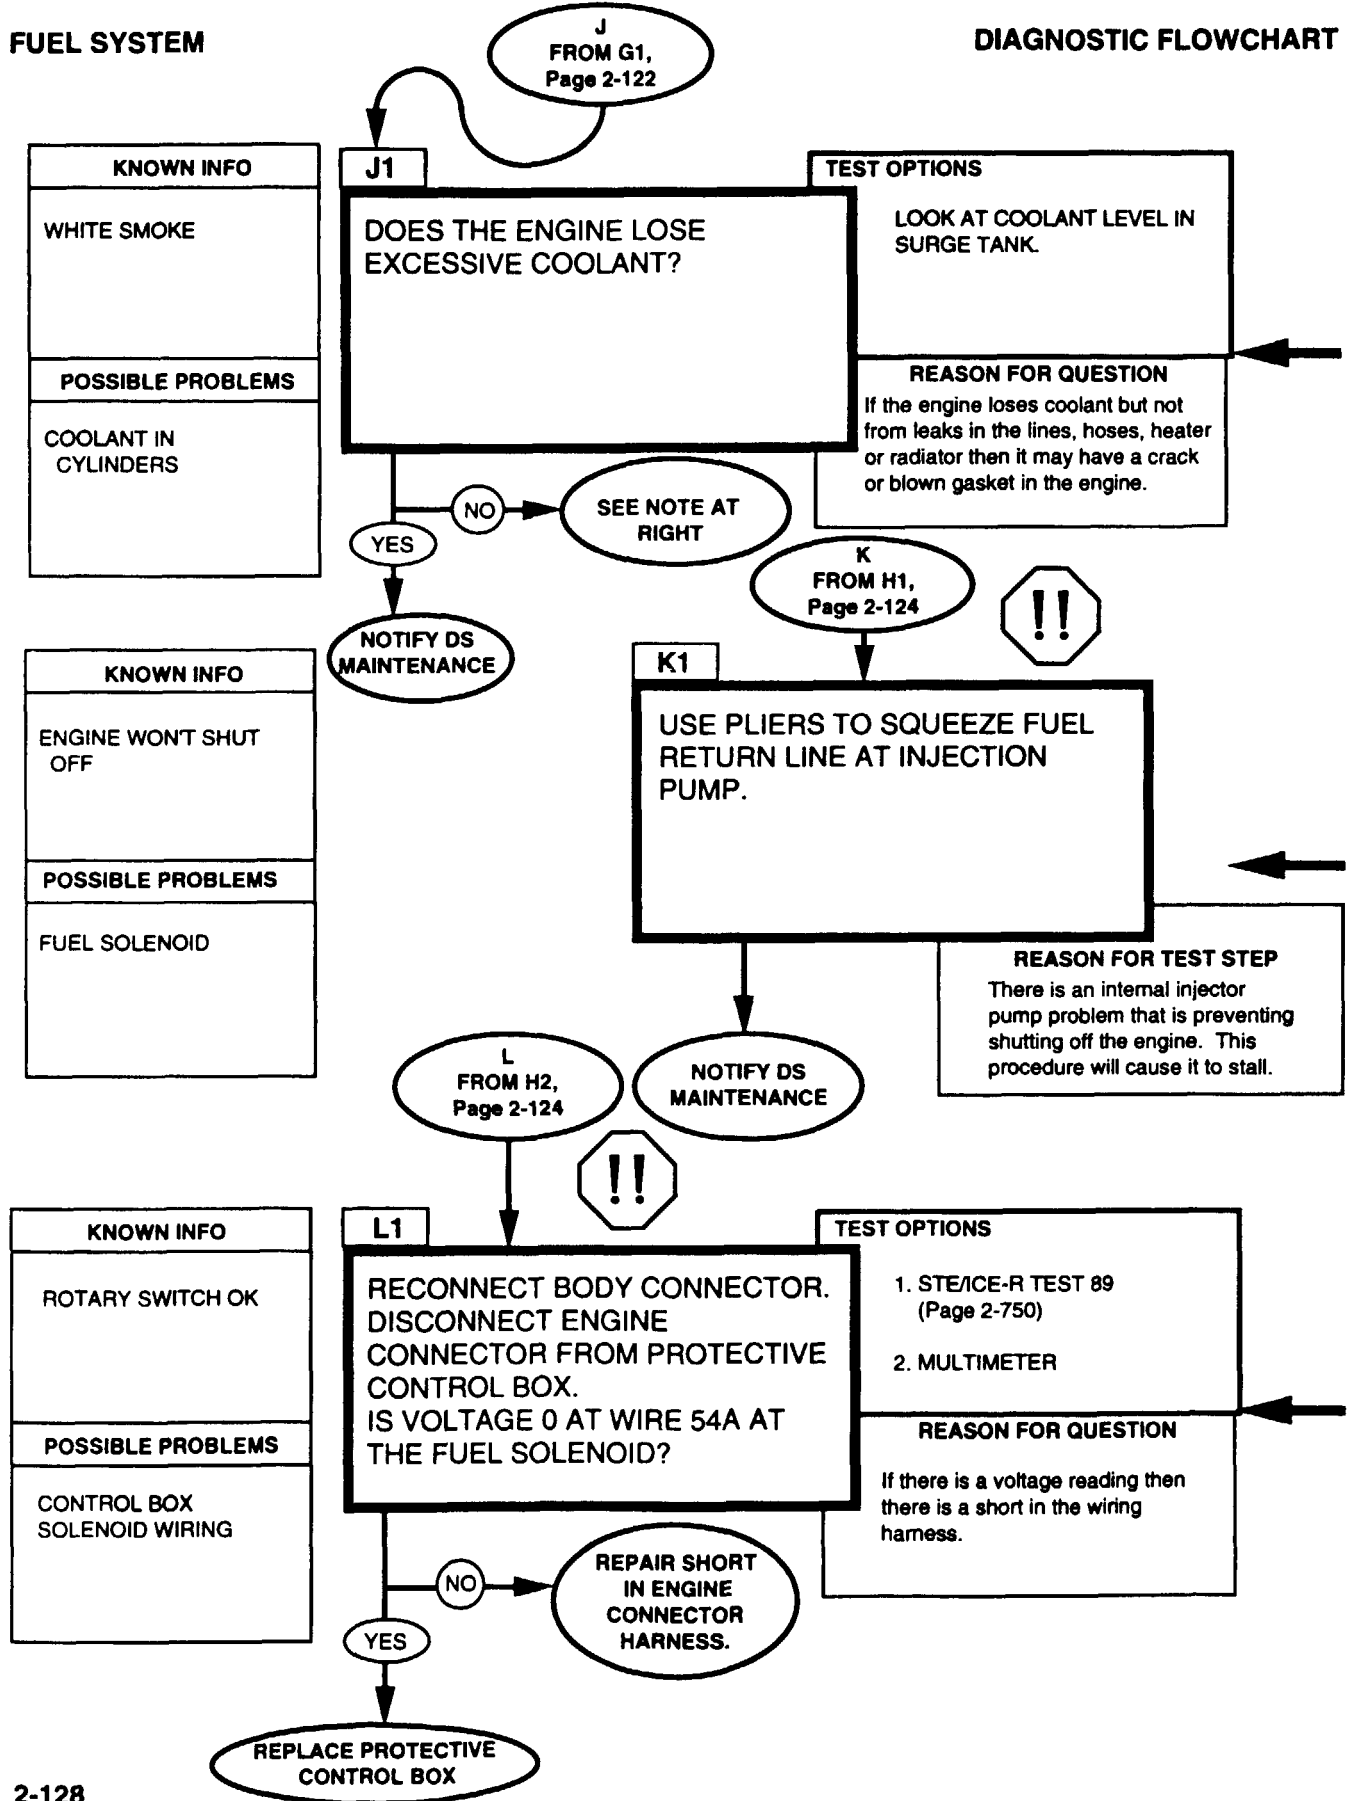 FUEL SYSTEM
DIAGNOSTIC FLOWCHART
J
FROM G1,
Page 2-122
KNOWN INFO
WHITE SMOKE
POSSIBLE PROBLEMS
COOLANT IN
CYLINDERS
J1
DOES THE ENGINE LOSE
EXCESSIVE COOLANT?
TEST OPTIONS
LOOK AT COOLANT LEVEL IN
SURGE TANK.
REASON FOR QUESTION
If the engine loses coolant but not
from leaks in the lines, hoses, heater
or radiator then it may have a crack
or blown gasket in the engine.
NO
SEE NOTE AT
RIGHT
YES
NOTIFY DS
MAINTENANCE
K
FROM H1,
Page 2-124
!!
KNOWN INFO
ENGINE WON'T SHUT
OFF
POSSIBLE PROBLEMS
FUEL SOLENOID
K1
USE PLIERS TO SQUEEZE FUEL
RETURN LINE AT INJECTION
PUMP.
REASON FOR TEST STEP
There is an internal injector
pump problem that is preventing
shutting off the engine. This
procedure will cause it to stall.
NOTIFY DS
MAINTENANCE
L
FROM H2,
Page 2-124
!!
KNOWN INFO
ROTARY SWITCH OK
POSSIBLE PROBLEMS
CONTROL BOX
SOLENOID WIRING
L1
RECONNECT BODY CONNECTOR.
DISCONNECT ENGINE
CONNECTOR FROM PROTECTIVE
CONTROL BOX.
IS VOLTAGE 0 AT WIRE 54A AT
THE FUEL SOLENOID?
TEST OPTIONS
1. STE/ICE-R TEST 89
(Page 2-750)
2. MULTIMETER
REASON FOR QUESTION
If there is a voltage reading then
there is a short in the wiring
harness.
NO
REPAIR SHORT
IN ENGINE
CONNECTOR
HARNESS.
YES
REPLACE PROTECTIVE
CONTROL BOX
2-128